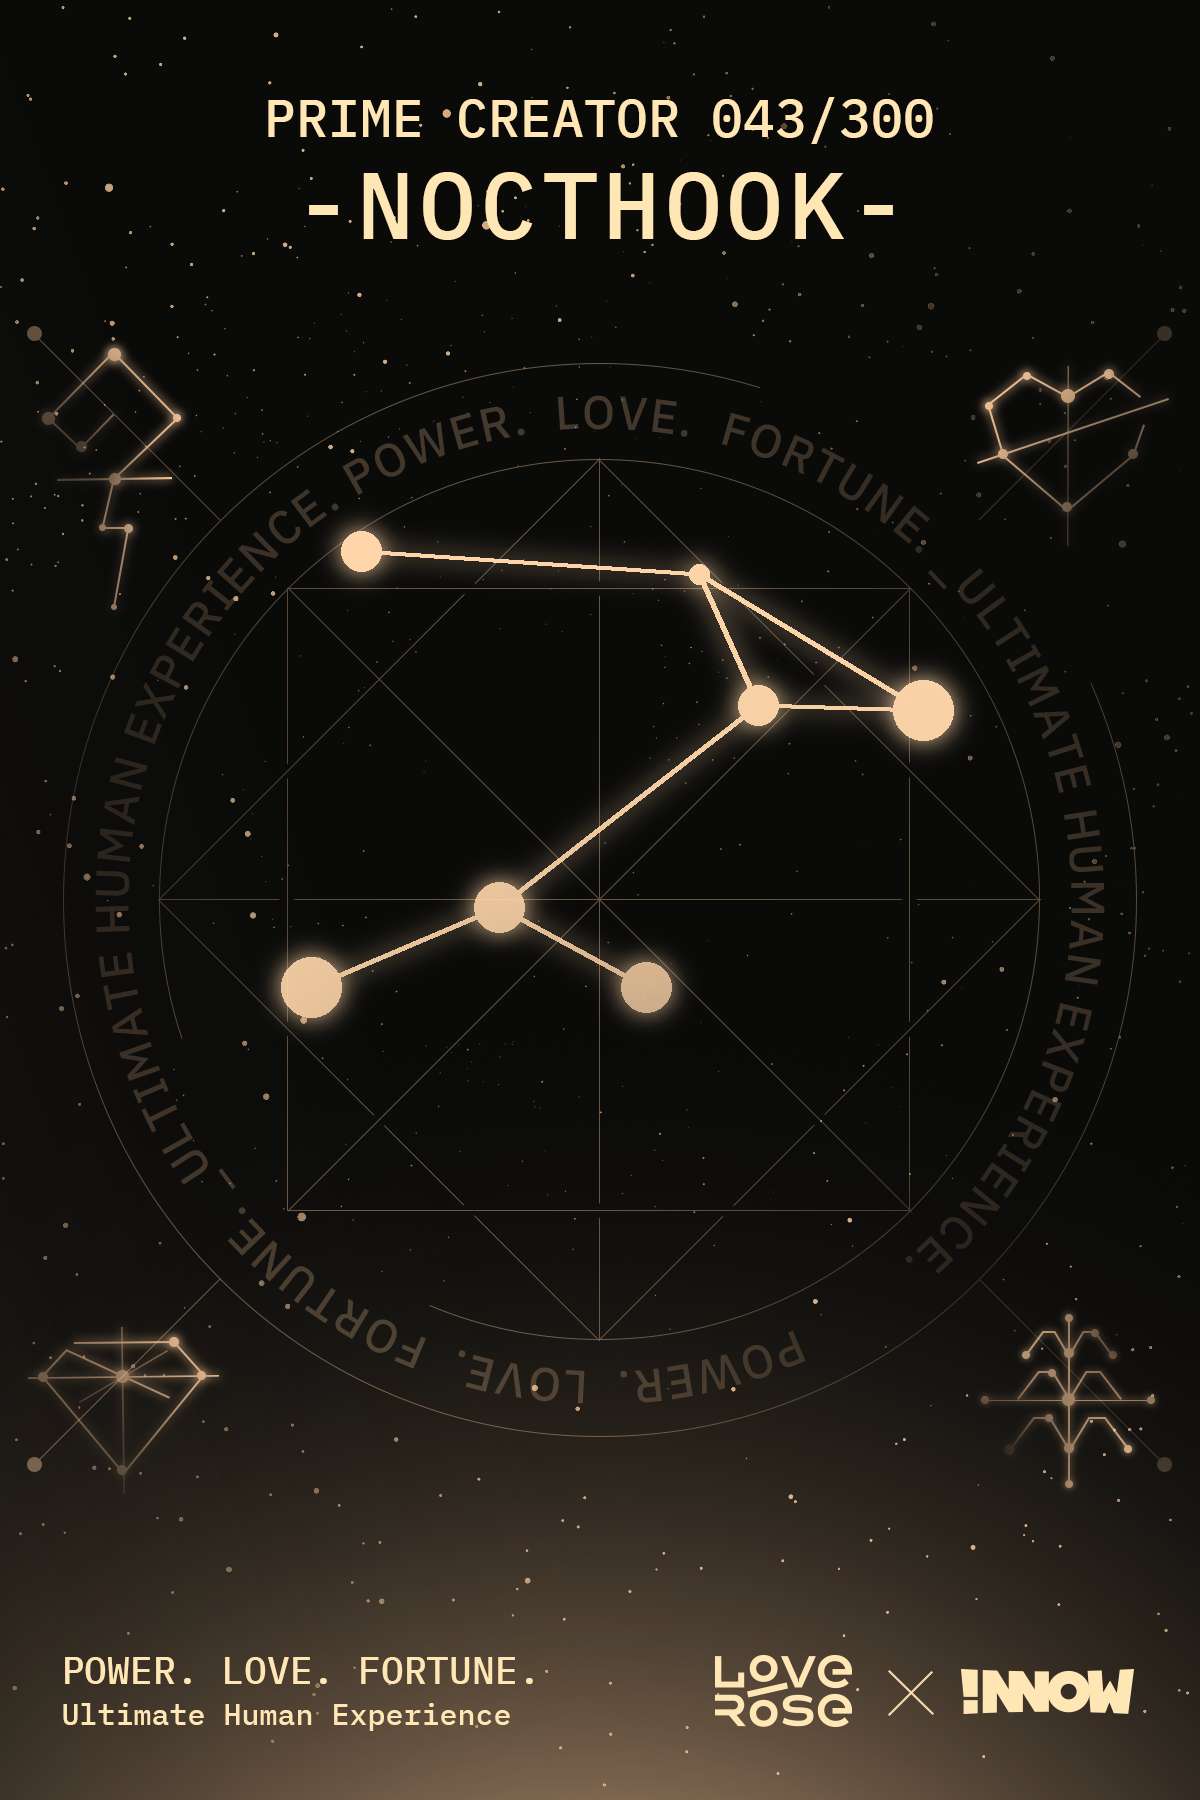 PRIME CREATOR 043/300
-NOCTHOOK-
POWER. LOVE. FORTUNE. – ULTIMATE HUMAN EXPERIENCE.
POWER. LOVE. FORTUNE. – ULTIMATE HUMAN EXPERIENCE.
POWER. LOVE. FORTUNE.
Ultimate Human Experience
LOVE
ROSE
!NNOW